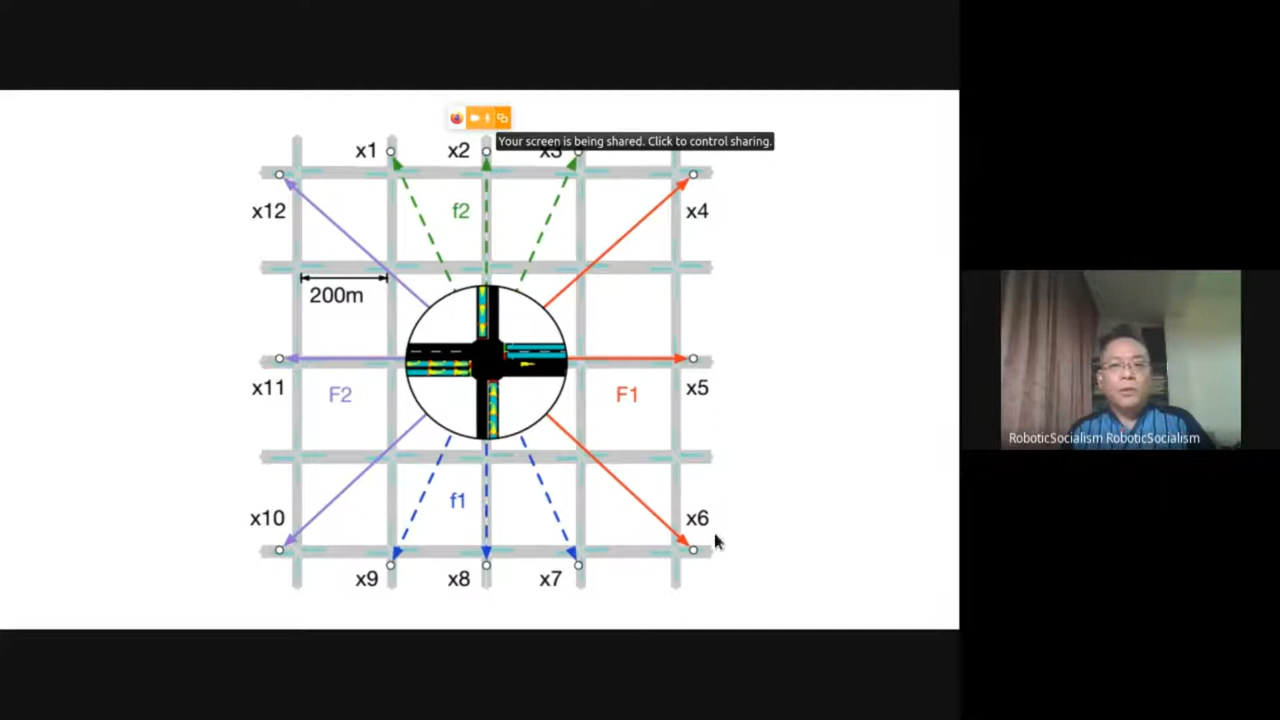 Your screen is being shared. Click to control sharing.
x1
x2
x3
x12
f2
x4
200m
x11
F2
F1
x5
f1
x10
x6
x9
x8
x7
RoboticSocialism RoboticSocialism